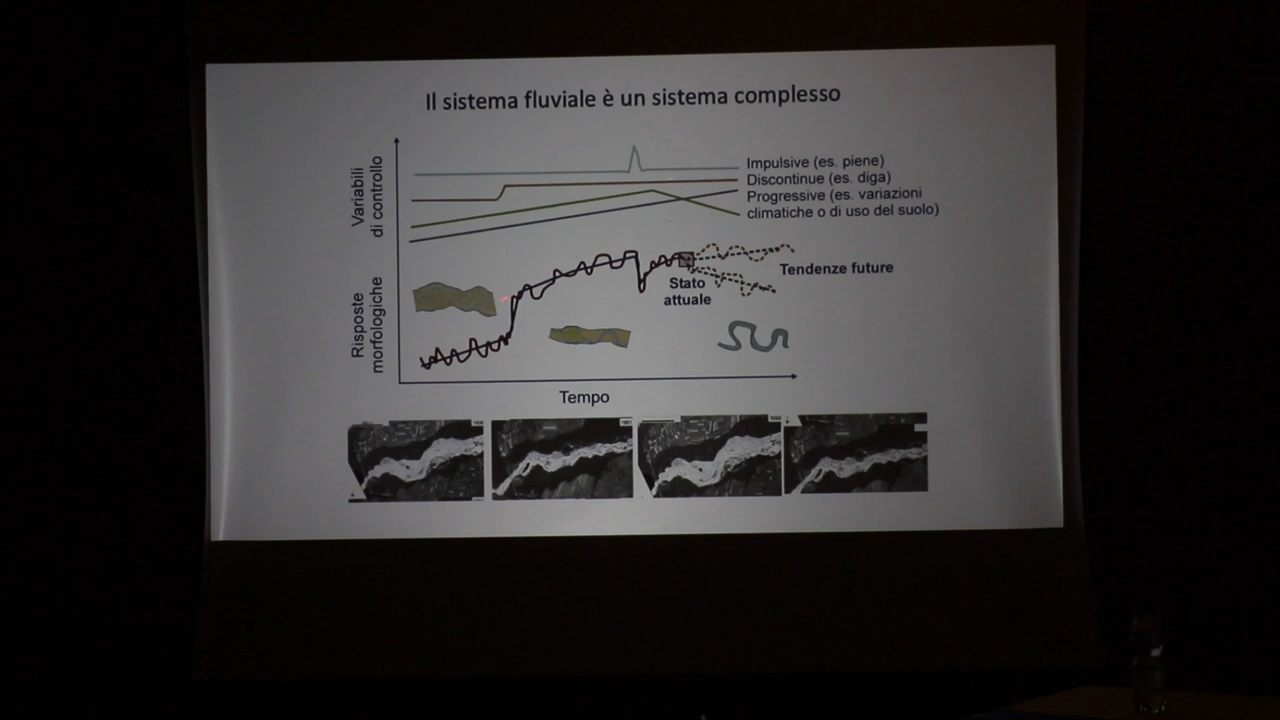 Il sistema fluviale è un sistema complesso
Variabili
di controllo
Impulsive (es. piene)
Discontinue (es. diga)
Progressive (es. variazioni
climatiche o di uso del suolo)
Risposte
morfologiche
Stato
attuale
Tendenze future
Tempo